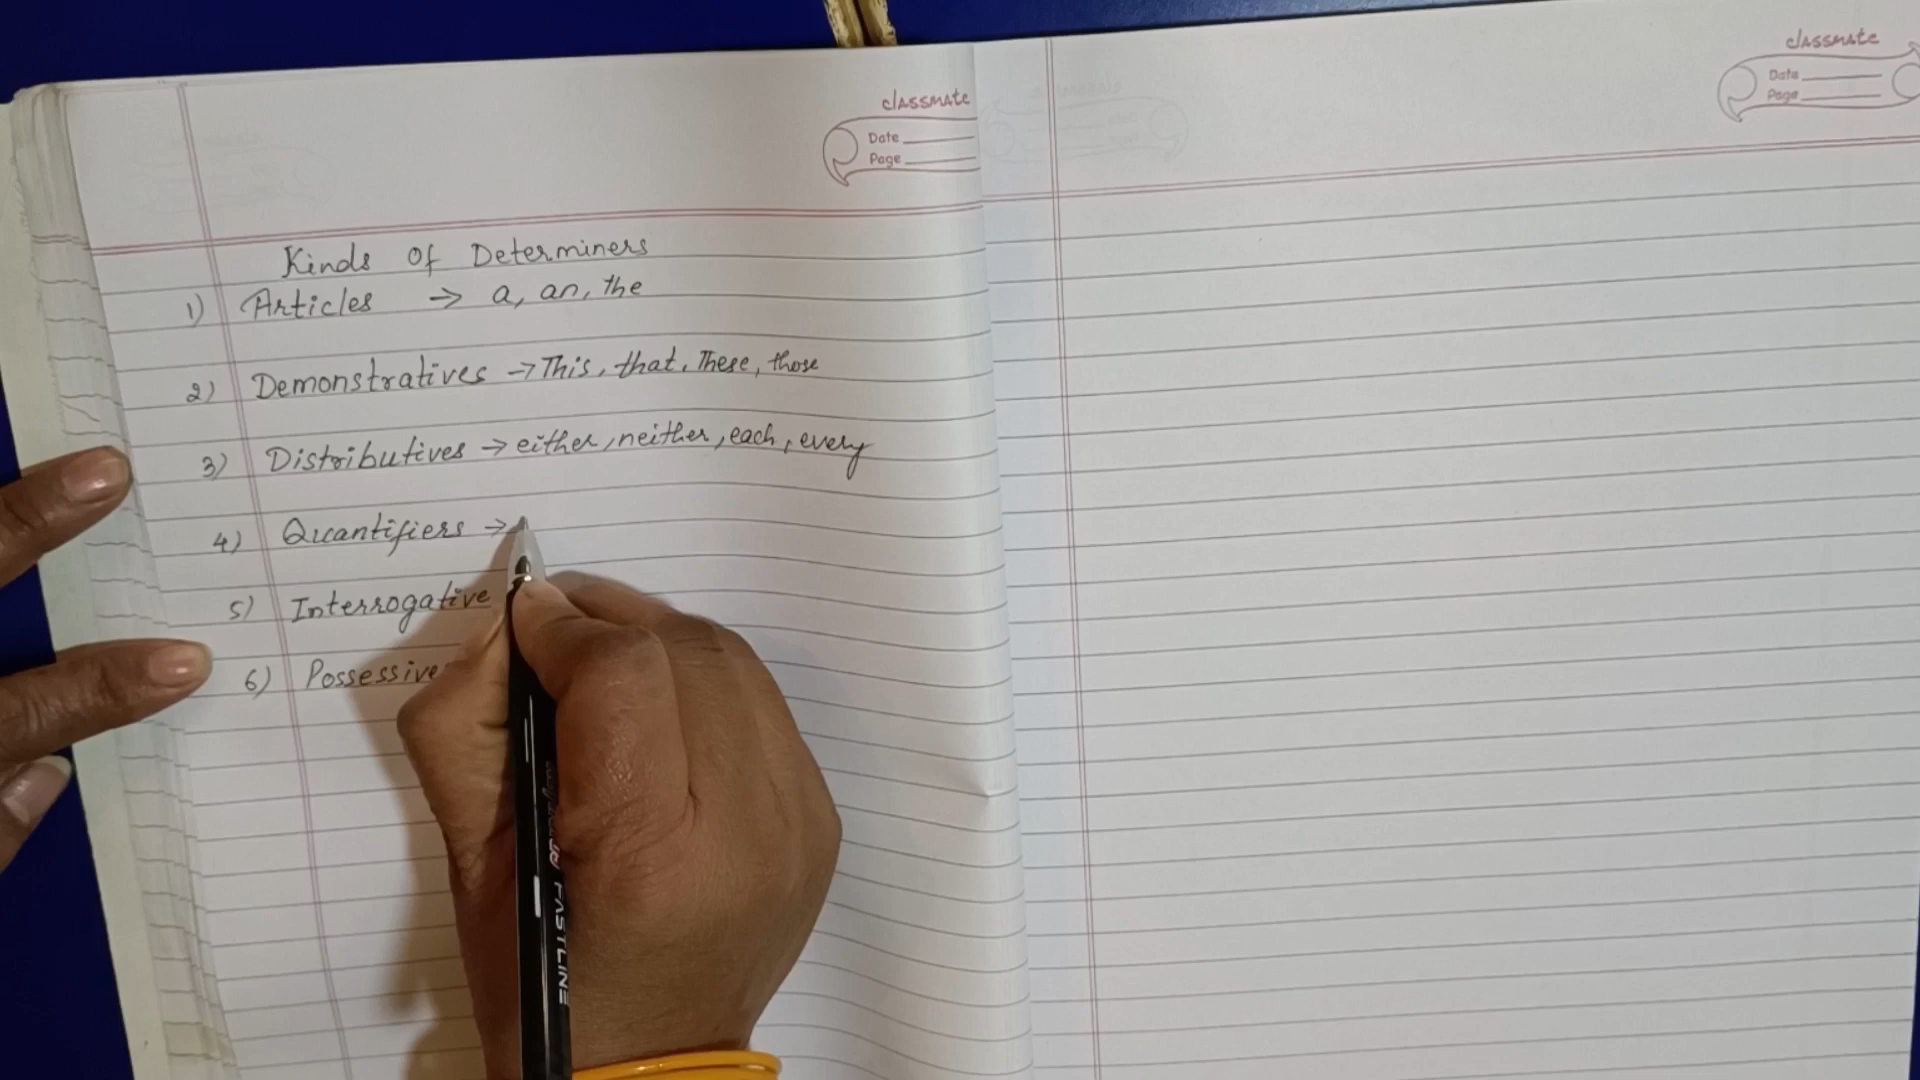 classmate
Date
Page
classmate
Date
Page
Kinds of Determiners
1) Articles → a, an, the
2) Demonstratives → This, that, These, those
3) Distributives → either, neither, each, every
4) Quantifiers →
5) Interrogative
6) Possessive
FASTLINE